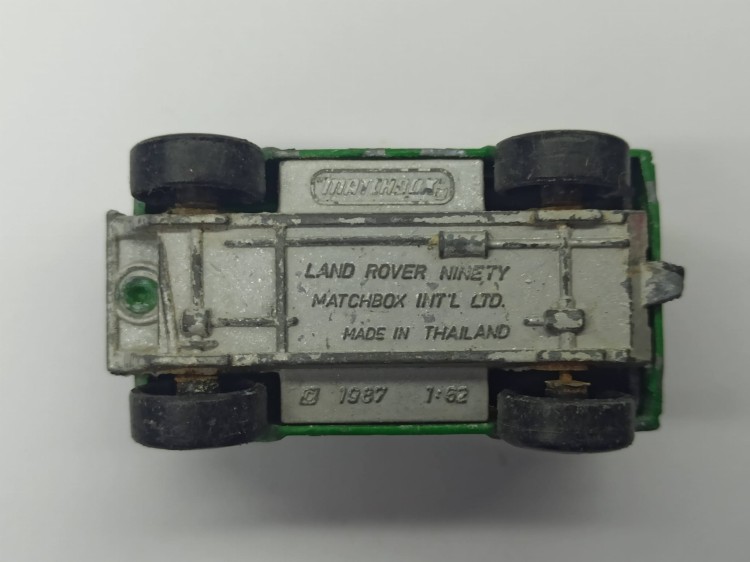 MATCHBOX
LAND ROVER NINETY
MATCHBOX INT'L LTD.
MADE IN THAILAND
© 1987 1:62